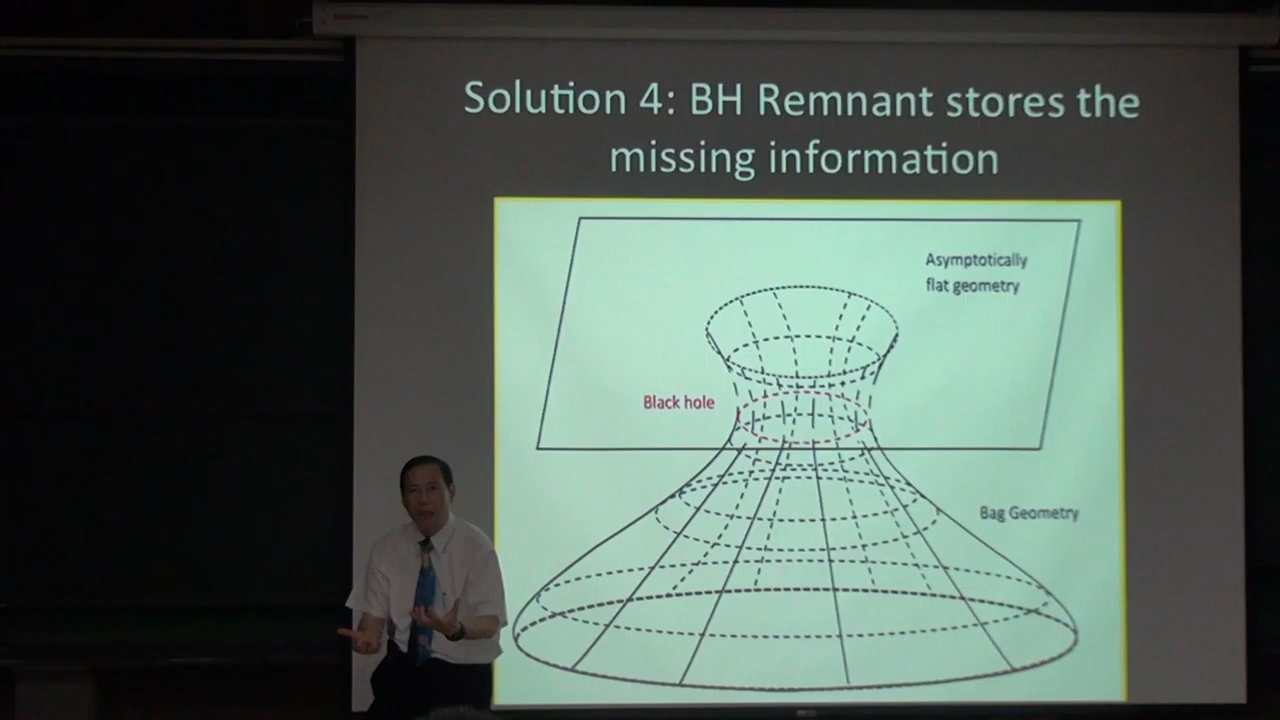 Solution 4: BH Remnant stores the
missing information
Asymptotically
flat geometry
Black hole
Bag Geometry